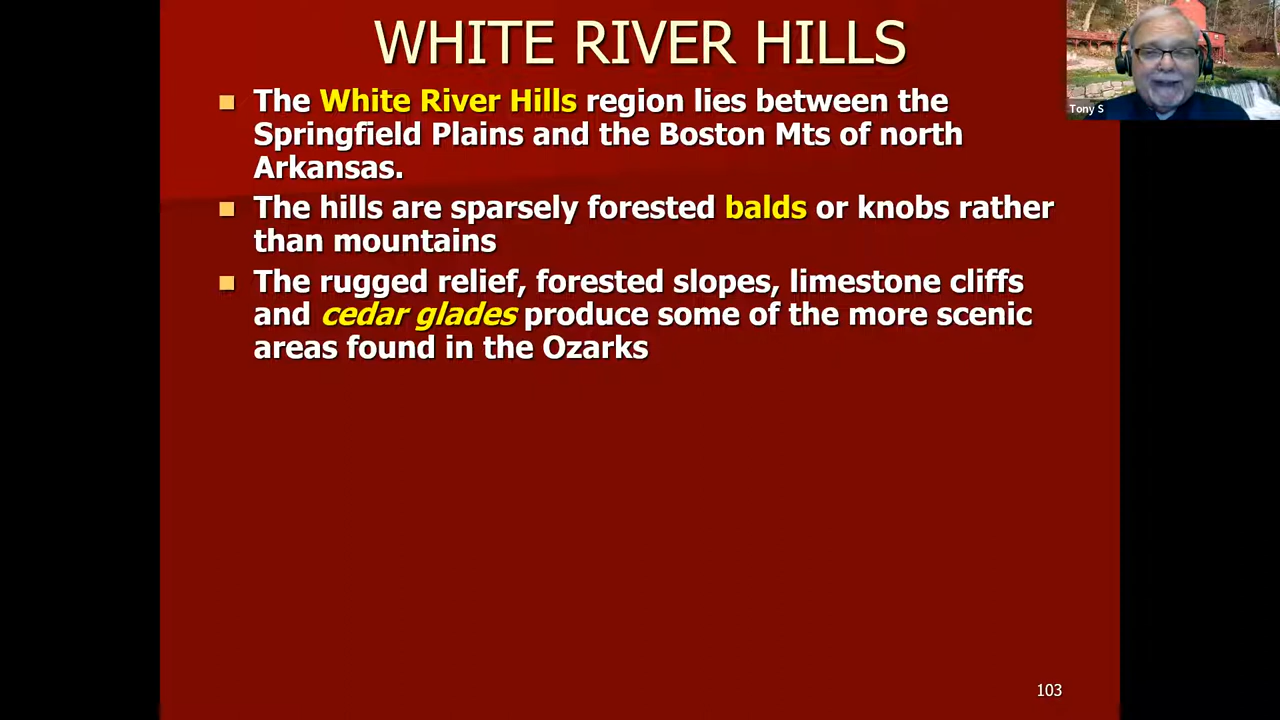 WHITE RIVER HILLS
The White River Hills region lies between the
Springfield Plains and the Boston Mts of north
Arkansas.
The hills are sparsely forested balds or knobs rather
than mountains
The rugged relief, forested slopes, limestone cliffs
and cedar glades produce some of the more scenic
areas found in the Ozarks
Tony S
103